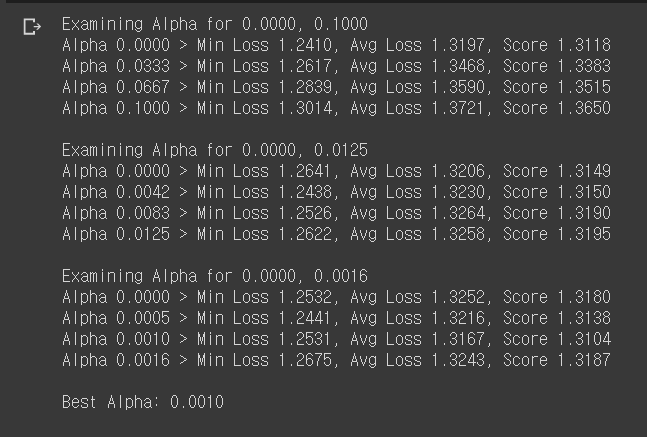 Examining Alpha for 0.0000, 0.1000
Alpha 0.0000 > Min Loss 1.2410, Avg Loss 1.3197, Score 1.3118
Alpha 0.0333 > Min Loss 1.2617, Avg Loss 1.3468, Score 1.3383
Alpha 0.0667 > Min Loss 1.2839, Avg Loss 1.3590, Score 1.3515
Alpha 0.1000 > Min Loss 1.3014, Avg Loss 1.3721, Score 1.3650
Examining Alpha for 0.0000, 0.0125
Alpha 0.0000 > Min Loss 1.2641, Avg Loss 1.3206, Score 1.3149
Alpha 0.0042 > Min Loss 1.2438, Avg Loss 1.3230, Score 1.3150
Alpha 0.0083 > Min Loss 1.2526, Avg Loss 1.3264, Score 1.3190
Alpha 0.0125 > Min Loss 1.2622, Avg Loss 1.3258, Score 1.3195
Examining Alpha for 0.0000, 0.0016
Alpha 0.0000 > Min Loss 1.2532, Avg Loss 1.3252, Score 1.3180
Alpha 0.0005 > Min Loss 1.2441, Avg Loss 1.3216, Score 1.3138
Alpha 0.0010 > Min Loss 1.2531, Avg Loss 1.3167, Score 1.3104
Alpha 0.0016 > Min Loss 1.2675, Avg Loss 1.3243, Score 1.3187
Best Alpha: 0.0010